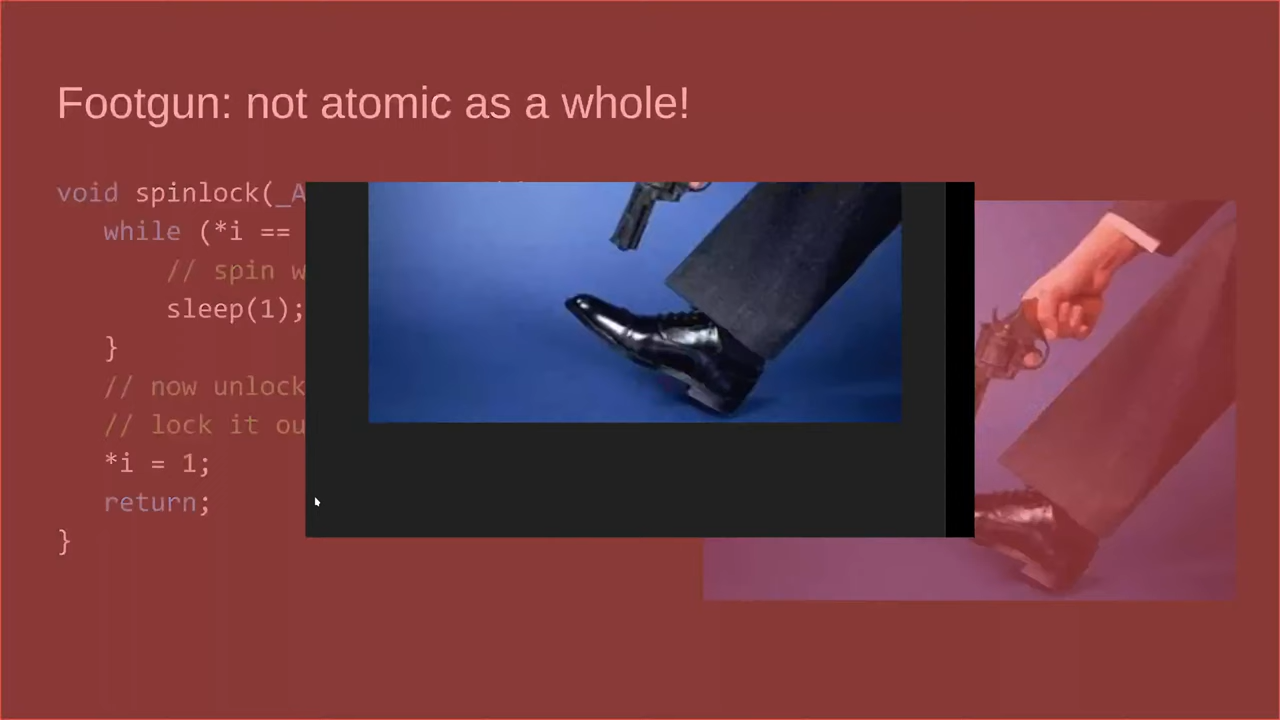 Footgun: not atomic as a whole!
void spinlock(_A
while (*i ==
// spin w
sleep(1);
}
// now unlock
// lock it ou
*i = 1;
return;
}